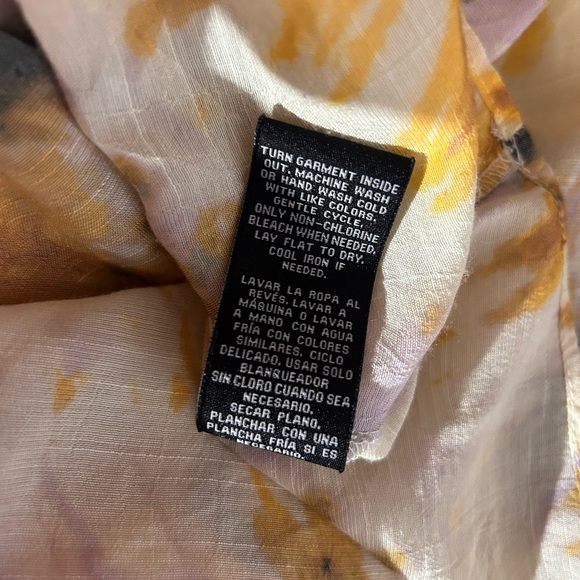 TURN GARMENT INSIDE
OUT. MACHINE WASH
OR HAND WASH COLD
WITH LIKE COLORS.
GENTLE CYCLE.
ONLY NON-CHLORINE
BLEACH WHEN NEEDED.
LAY FLAT TO DRY.
COOL IRON IF
NEEDED.
LAVAR LA ROPA AL
REVÉS. LAVAR A
MÁQUINA O LAVAR
A MANO CON AGUA
FRÍA CON COLORES
SIMILARES. CICLO
DELICADO. USAR SOLO
BLANQUEADOR
SIN CLORO CUANDO SEA
NECESARIO.
SECAR PLANO.
PLANCHAR CON UNA
PLANCHA FRÍA SI ES
NECESARIO.